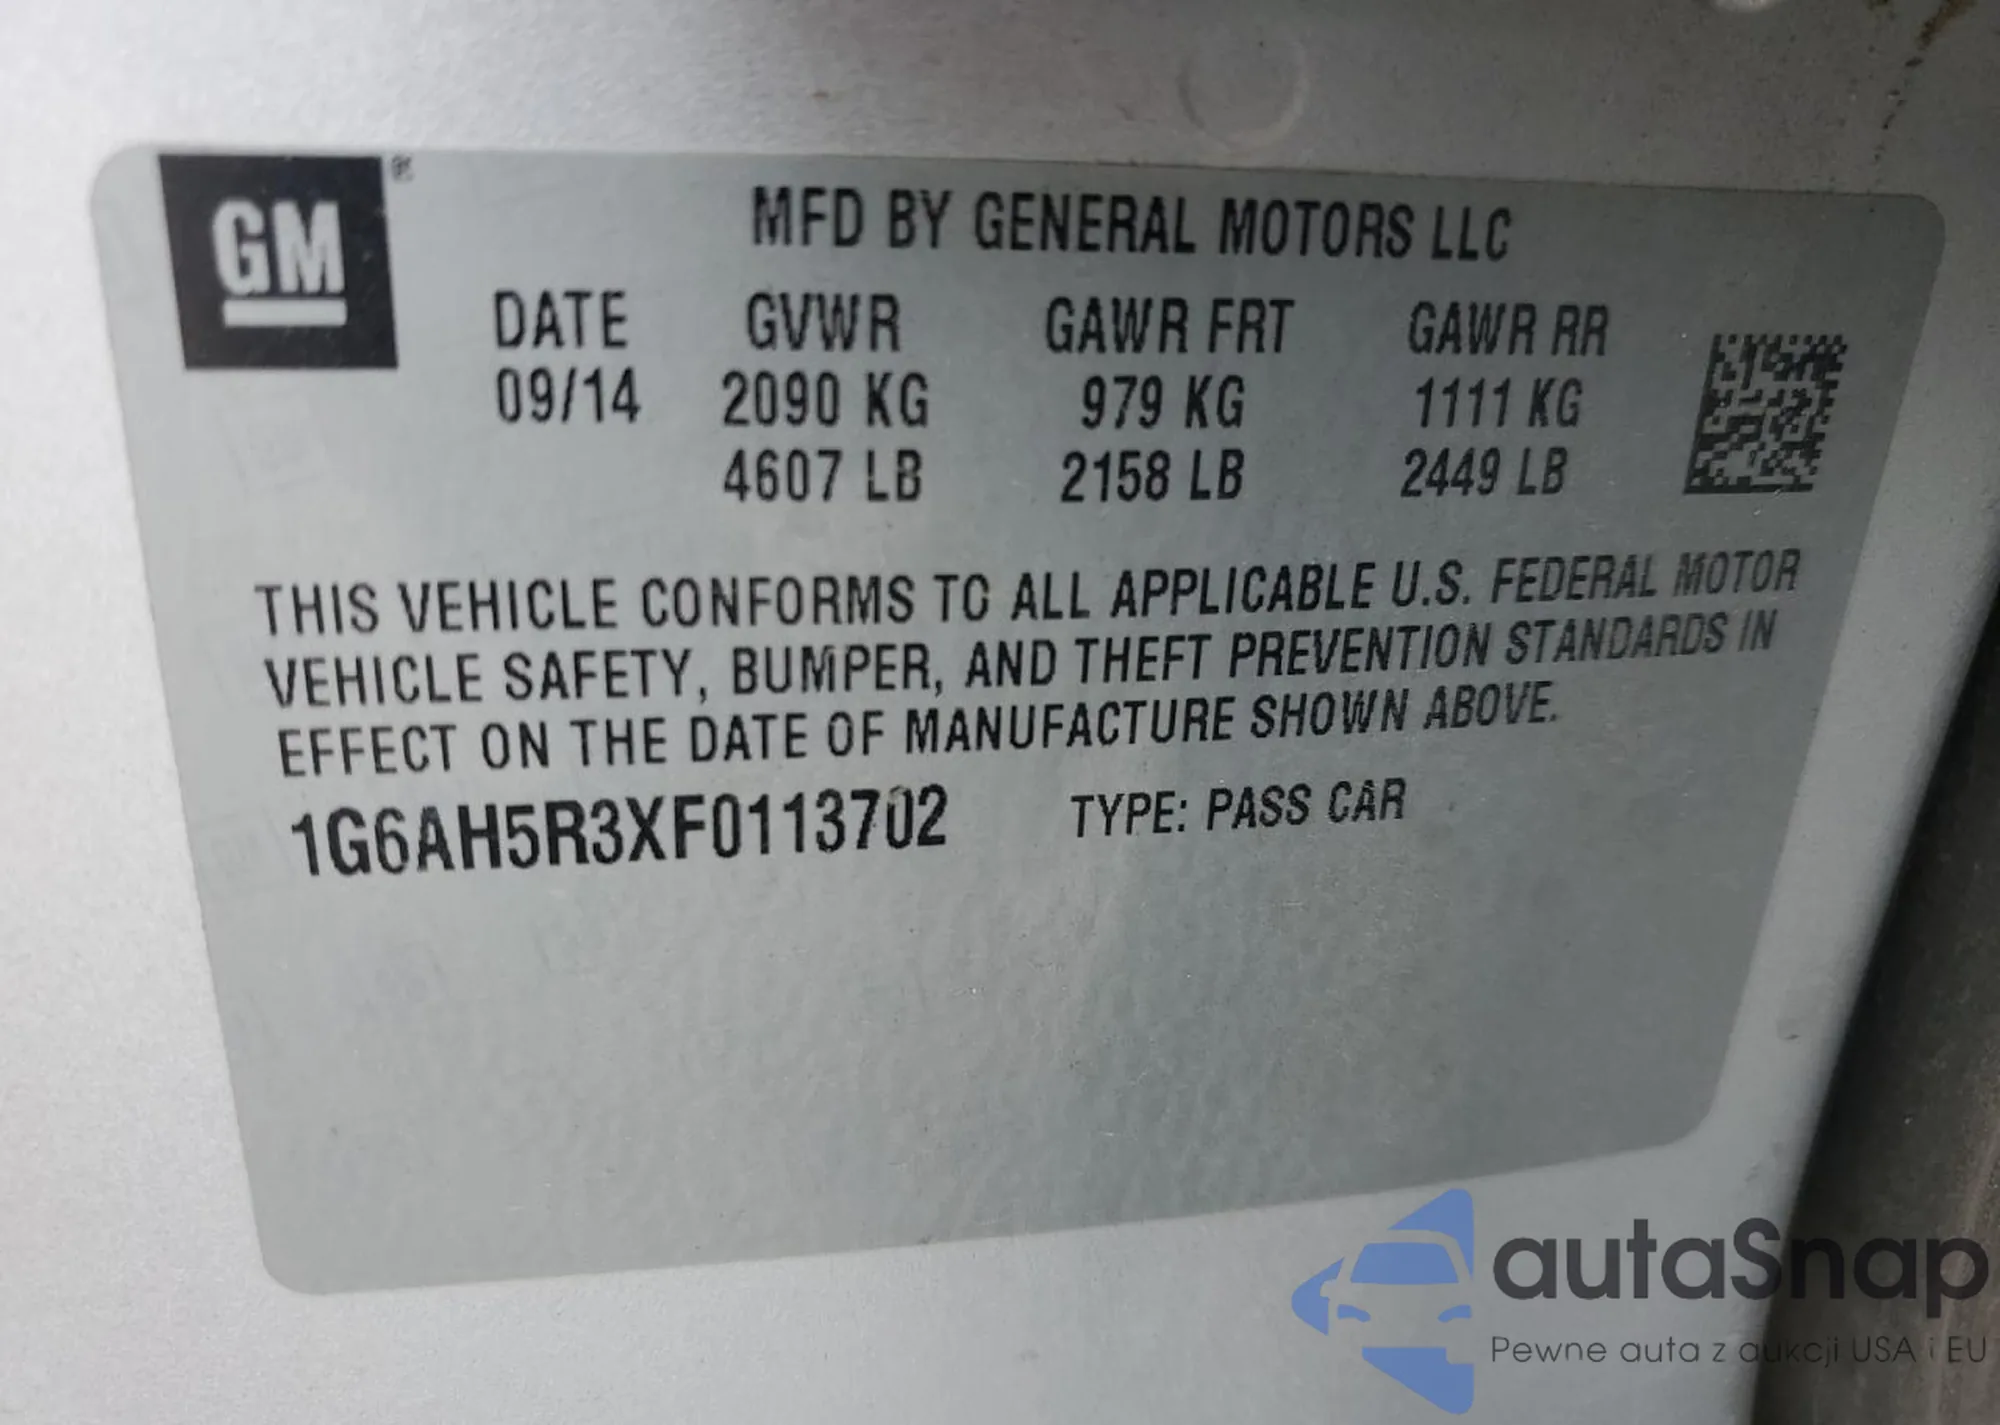 GM®
MFD BY GENERAL MOTORS LLC
DATE GVWR GAWR FRT GAWR RR
09/14 2090 KG 979 KG 1111 KG
4607 LB 2158 LB 2449 LB
THIS VEHICLE CONFORMS TO ALL APPLICABLE U.S. FEDERAL MOTOR
VEHICLE SAFETY, BUMPER, AND THEFT PREVENTION STANDARDS IN
EFFECT ON THE DATE OF MANUFACTURE SHOWN ABOVE.
1G6AH5R3XF0113702 TYPE: PASS CAR
autaSnap
Pewne auta z aukcji USA i EU